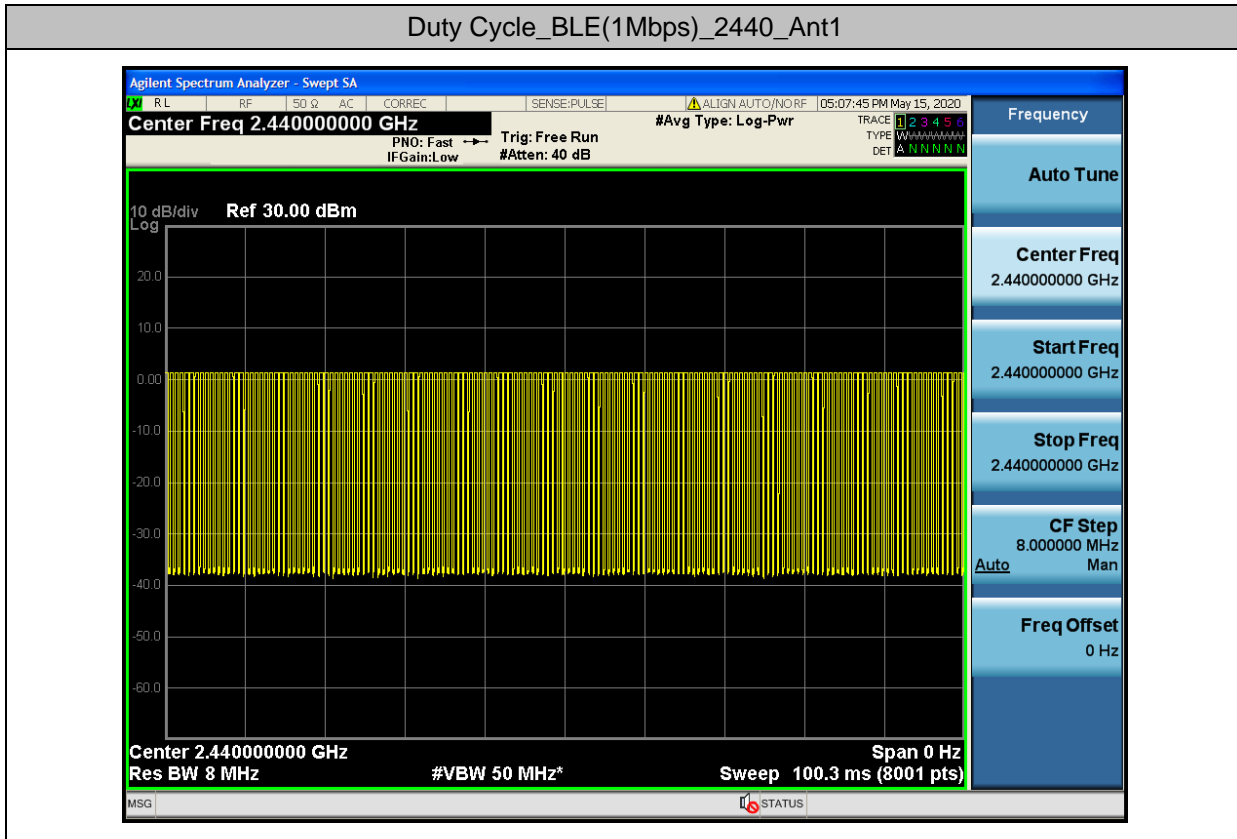 Duty Cycle_BLE(1Mbps)_2440_Ant1
Agilent Spectrum Analyzer - Swept SA
LXI RL RF 50 Ω AC CORREC SENSE:PULSE ALIGN AUTO/NO RF 05:07:45 PM May 15, 2020
Center Freq 2.440000000 GHz
PNO: Fast
IFGain:Low
Trig: Free Run
#Atten: 40 dB
#Avg Type: Log-Pwr
TRACE 1 2 3 4 5 6
TYPE WWWWWW
DET A N N N N N
10 dB/div Ref 30.00 dBm
Log
20.0
10.0
0.00
-10.0
-20.0
-30.0
-40.0
-50.0
-60.0
Center 2.440000000 GHz Span 0 Hz
Res BW 8 MHz #VBW 50 MHz* Sweep 100.3 ms (8001 pts)
MSG STATUS
Frequency
Auto Tune
Center Freq
2.440000000 GHz
Start Freq
2.440000000 GHz
Stop Freq
2.440000000 GHz
CF Step
8.000000 MHz
Auto Man
Freq Offset
0 Hz